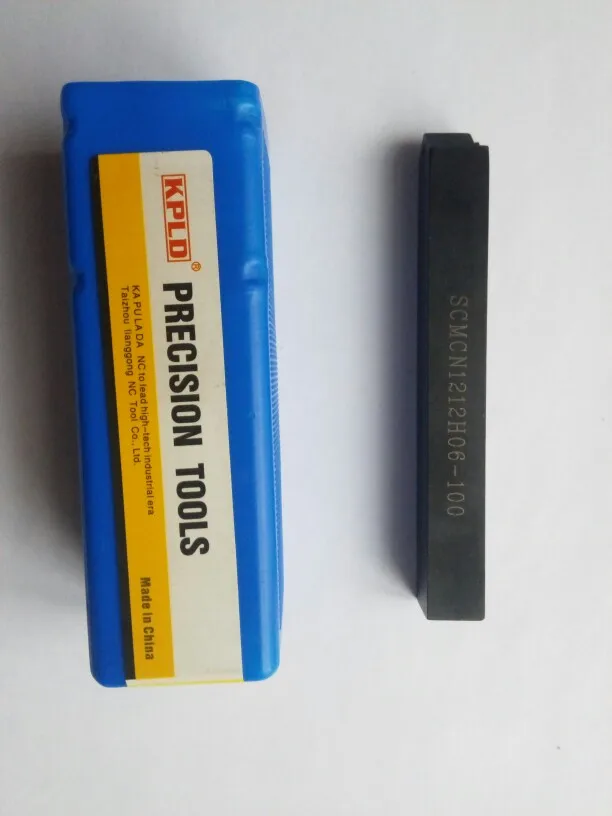 KPLD®
PRECISION TOOLS
KA PU LA DA NC to lead high-tech industrial era
Taizhou lianggong NC Tool Co., Ltd.
Made in China
SCMCN1212H06-100